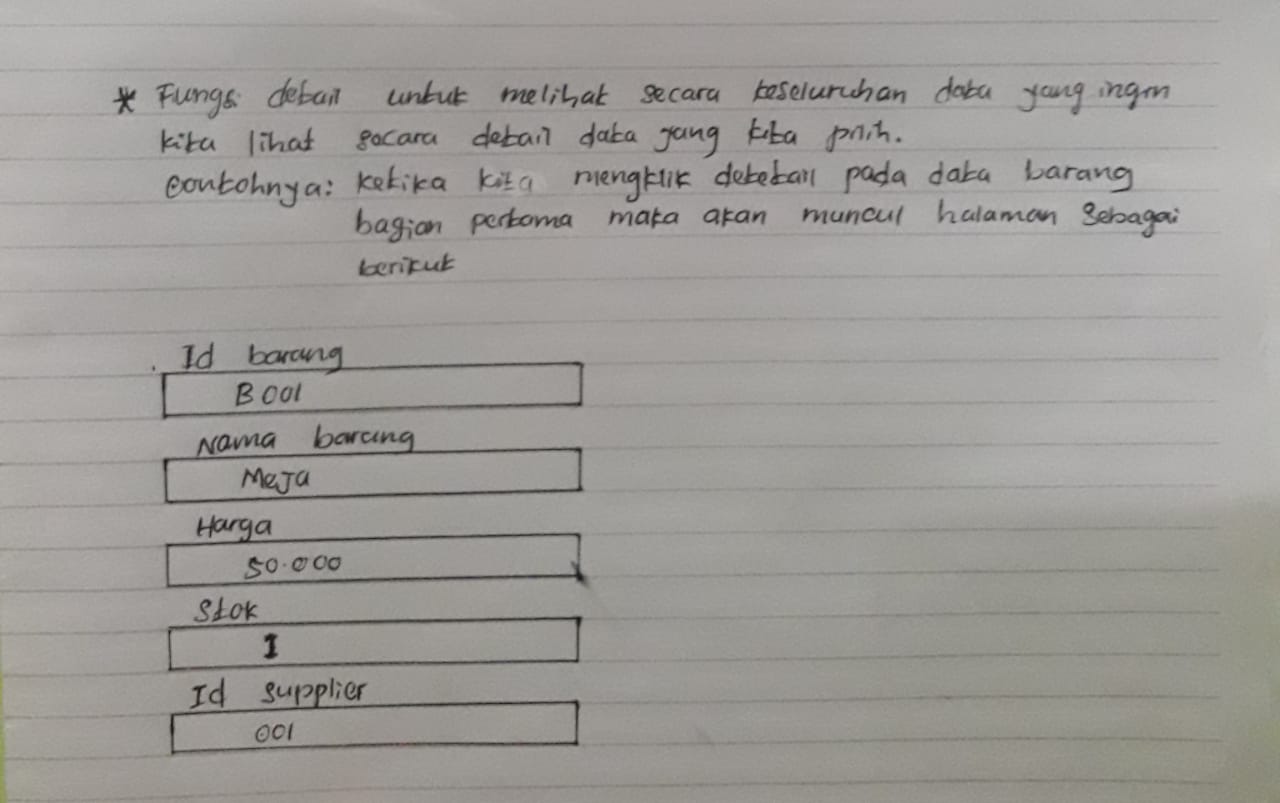 * Fungsi detail untuk melihat secara keseluruhan data yang ingin
kita lihat secara detail data yang kita pilih.
Contohnya: ketika kita mengklik detetail pada data barang
bagian pertama maka akan muncul halaman sebagai
berikut
Id barang
B001
Nama barang
Meja
Harga
50.000
Stok
1
Id supplier
001